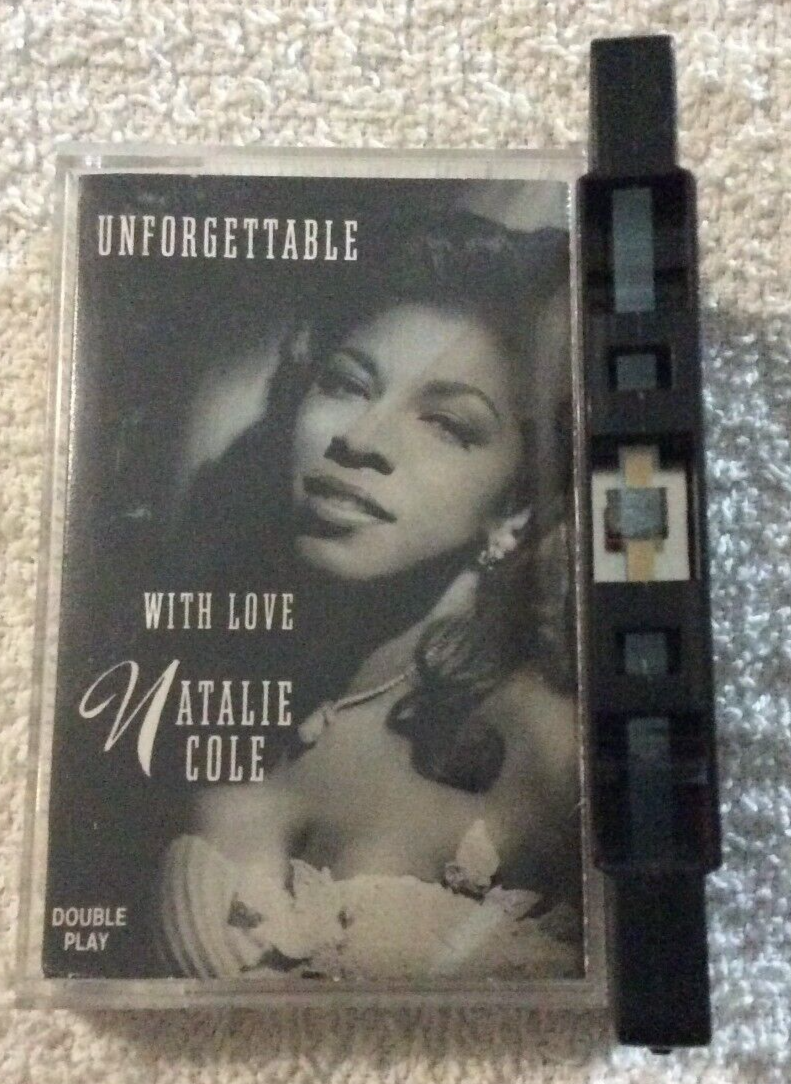 UNFORGETTABLE
WITH LOVE
NATALIE
COLE
DOUBLE
PLAY